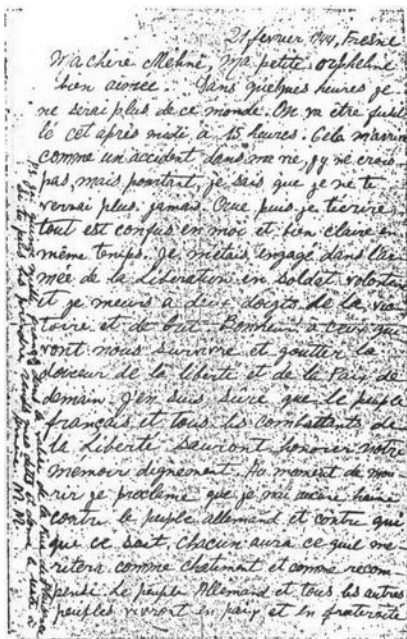 21 février 1944, Fresne
Ma chère Méline, ma petite orpheline
bien aimée. Dans quelques heures je
ne serai plus de ce monde. On va être fusil
lé cet après midi à 15 heures. Cela m'arrive
comme un accident dans ma vie, j'y ne crois
pas, mais pourtant, je sais que je ne te
verrai plus jamais. Que puis-je t'écrire,
tout est confus en moi et bien claire en
même temps. Je m'étais engagé dans l'ar
mée de la Libération en soldat volontaire
et je meurs à deux doigts de la vic
toire et de but. Bonheur à ceux qui
vont nous survivre et goutter la
douceur de la liberté et de la Paix de
demain. J'en suis sûre que le peuple
français et tous les combattants de
la Liberté sauront honorer notre
mémoire dignement. Au moment de mou
rir je proclame que je n'ai aucune haine
contre le peuple allemand et contre qui
que ce soit, chacun aura ce qu'il mé
ritera comme chatiment et comme récom
pense. Le peuple Allemand et tous les autres
peuples vivront en paix et en fraternité